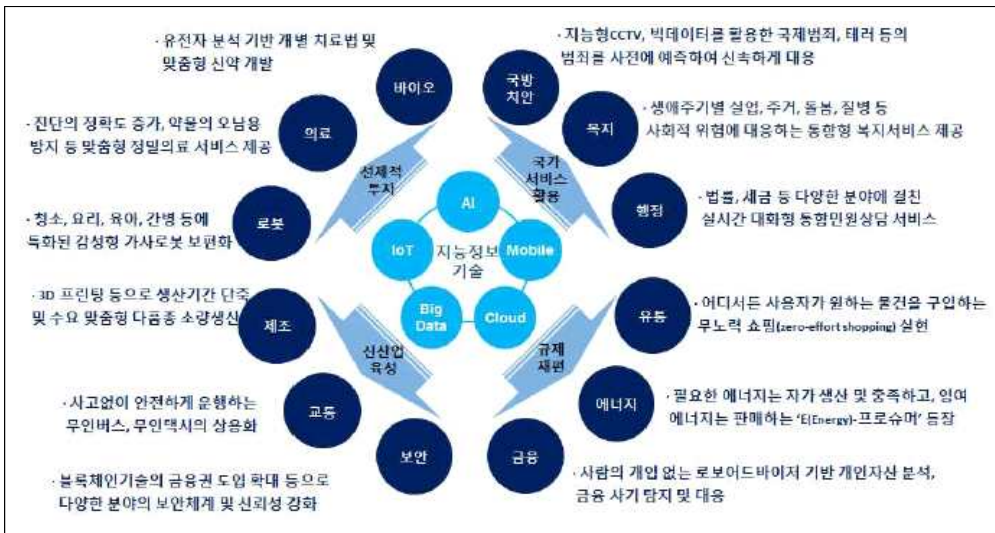 · 유전자 분석 기반 개별 치료법 및
맞춤형 신약 개발
바이오
· 진단의 정확도 증가, 약물의 오남용
방지 등 맞춤형 정밀의료 서비스 제공
의료
· 청소, 요리, 육아, 간병 등에
특화된 감성형 가사로봇 보편화
로봇
선제적
투자
국방
치안
· 지능형CCTV, 빅데이터를 활용한 국제범죄, 테러 등의
범죄를 사전에 예측하여 신속하게 대응
복지
· 생애주기별 실업, 주거, 돌봄, 질병 등
사회적 위험에 대응하는 통합형 복지서비스 제공
행정
· 법률, 세금 등 다양한 분야에 걸친
실시간 대화형 통합민원상담 서비스
국가
서비스
활용
AI
IoT
지능정보
기술
Mobile
Big
Data
Cloud
· 3D 프린팅 등으로 생산기간 단축
및 수요 맞춤형 다품종 소량생산
제조
· 사고없이 안전하게 운행하는
무인버스, 무인택시의 상용화
교통
· 블록체인기술의 금융권 도입 확대 등으로
다양한 분야의 보안체계 및 신뢰성 강화
보안
신산업
육성
유통
· 어디서든 사용자가 원하는 물건을 구입하는
무노력 쇼핑(zero-effort shopping) 실현
에너지
· 필요한 에너지는 자가 생산 및 충족하고, 잉여
에너지는 판매하는 ‘E(Energy)-프로슈머’ 등장
금융
· 사람의 개입 없는 로보어드바이저 기반 개인자산 분석,
금융 사기 탐지 및 대응
규제
재편